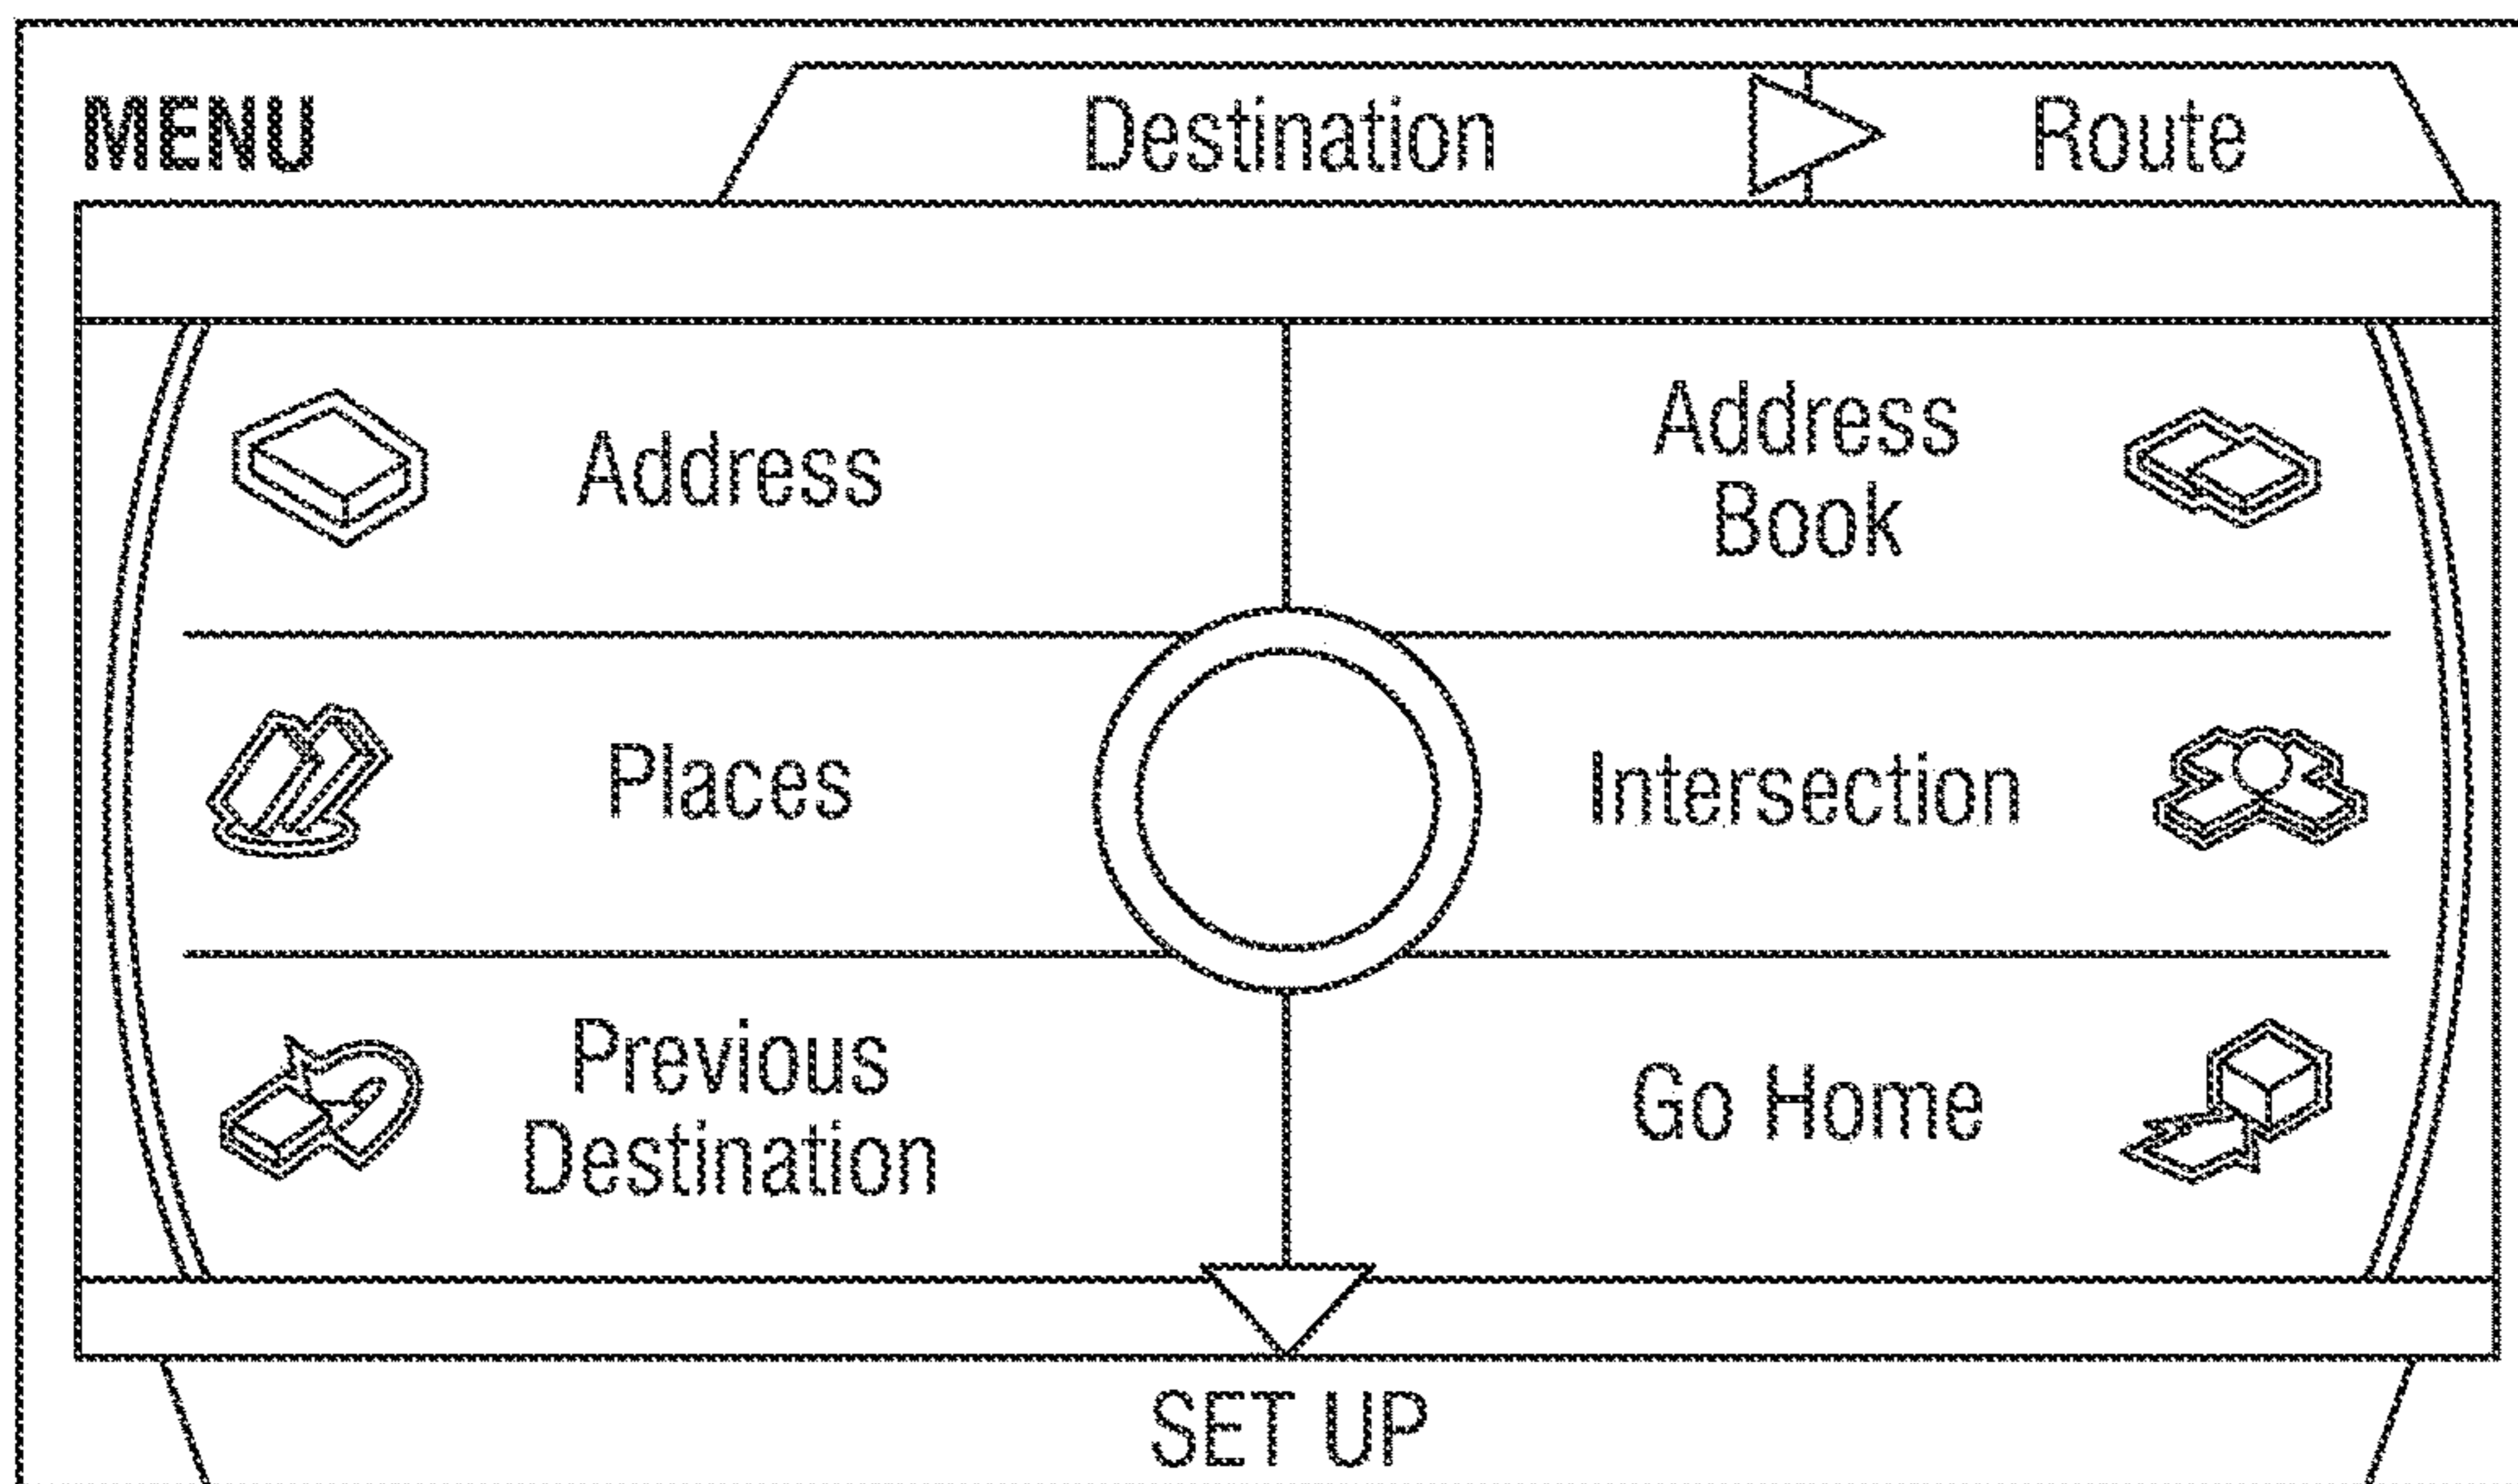 MENU
Destination
Route
Address
Address
Book
Places
Intersection
Previous
Destination
Go Home
SET UP